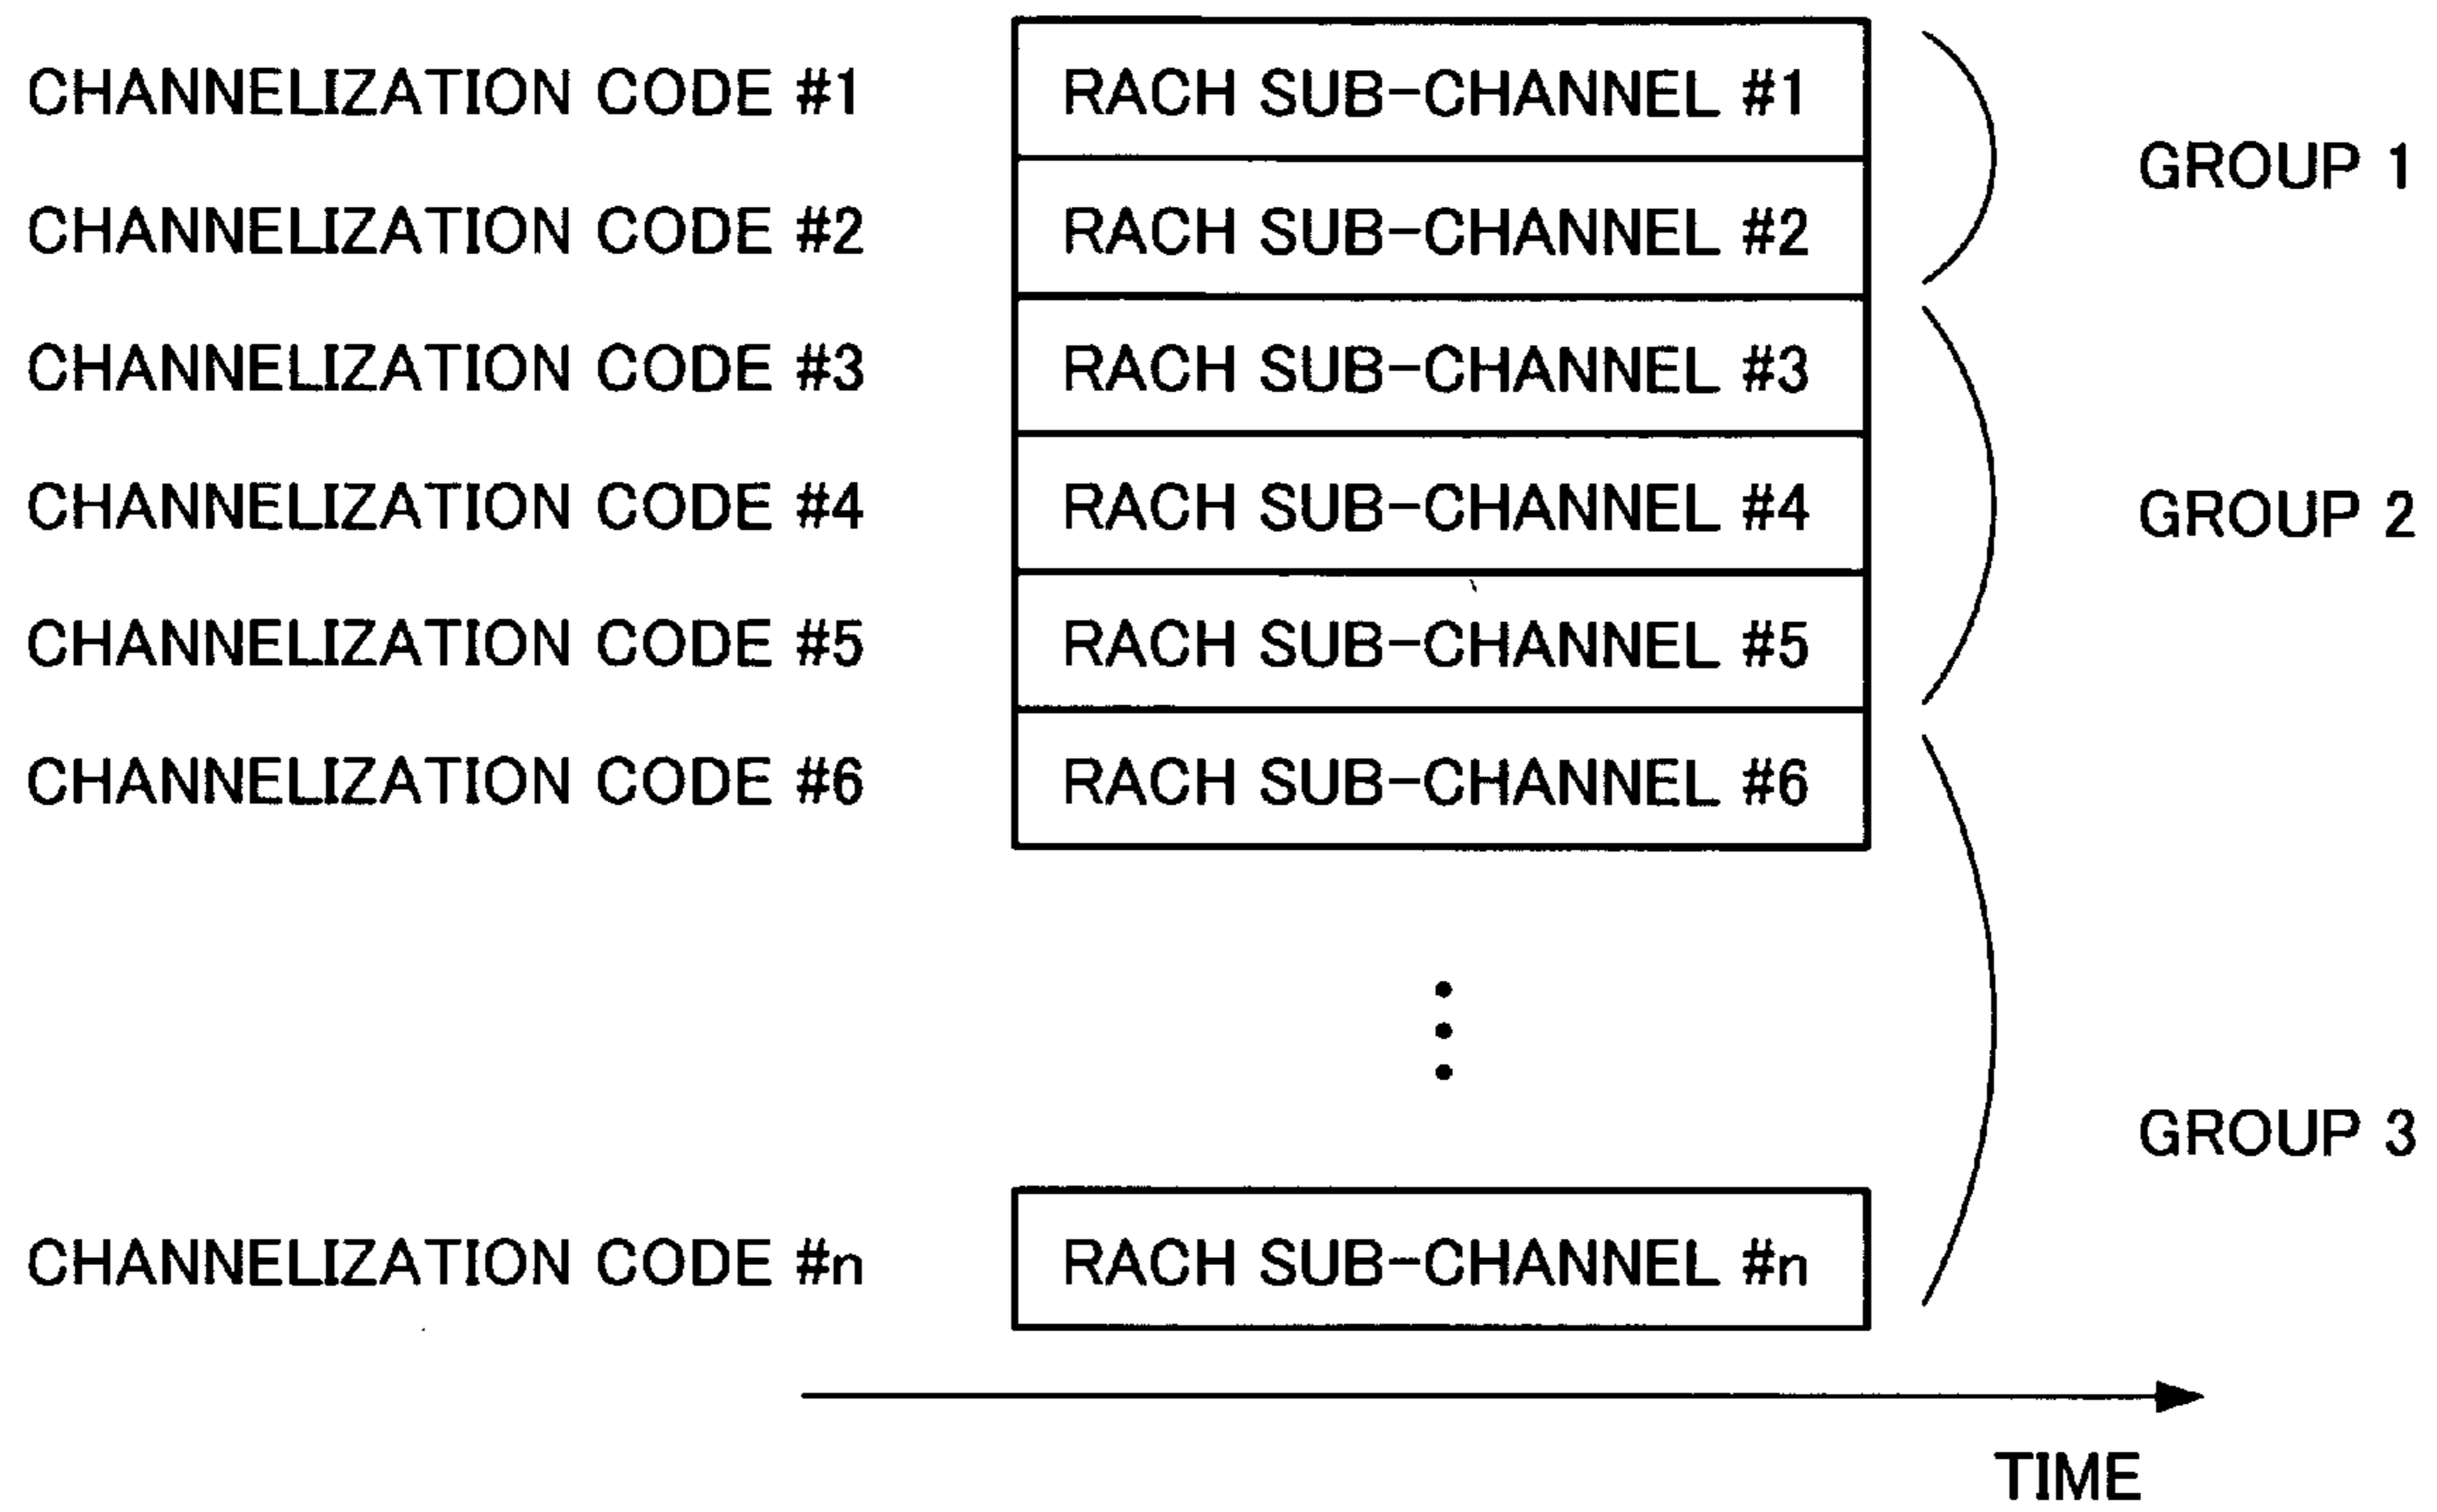 CHANNELIZATION CODE #1 RACH SUB-CHANNEL #1
GROUP 1
CHANNELIZATION CODE #2 RACH SUB-CHANNEL #2
CHANNELIZATION CODE #3 RACH SUB-CHANNEL #3
CHANNELIZATION CODE #4 RACH SUB-CHANNEL #4 GROUP 2
CHANNELIZATION CODE #5 RACH SUB-CHANNEL #5
CHANNELIZATION CODE #6 RACH SUB-CHANNEL #6
GROUP 3
CHANNELIZATION CODE #n RACH SUB-CHANNEL #n
TIME